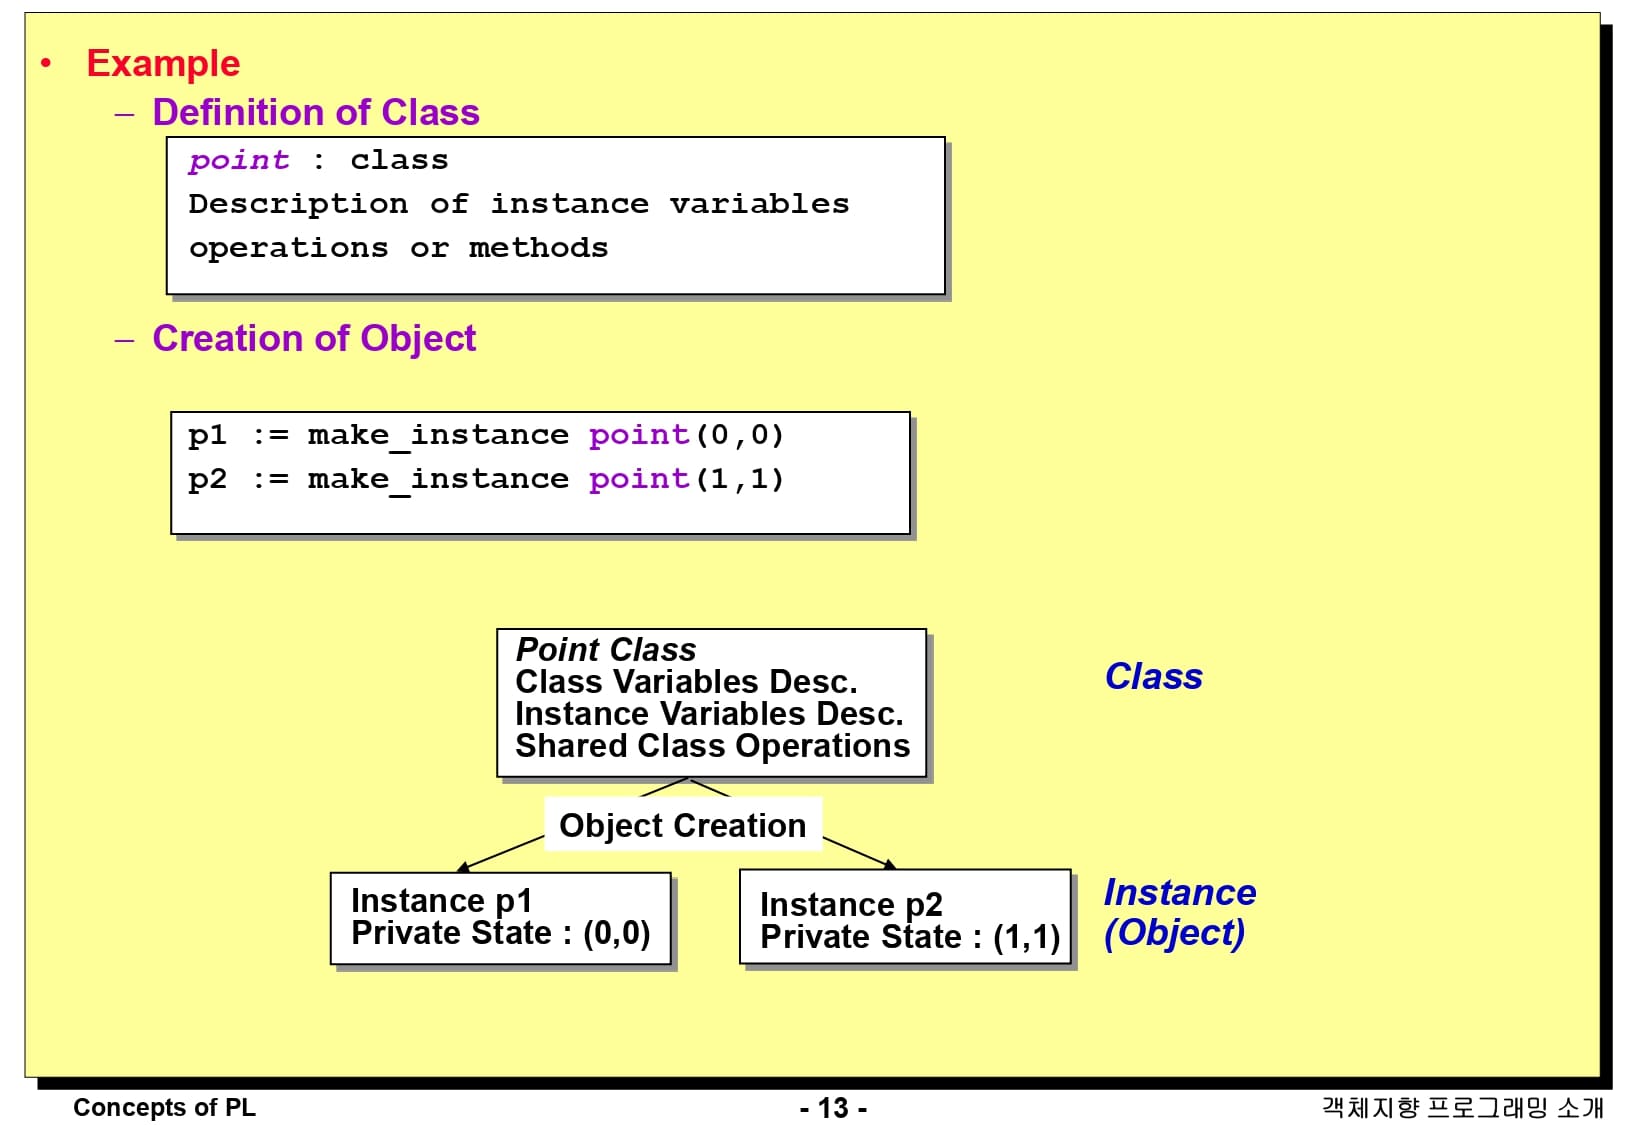 • Example
– Definition of Class
point : class
Description of instance variables
operations or methods
– Creation of Object
p1 := make_instance point(0,0)
p2 := make_instance point(1,1)
Point Class
Class Variables Desc.
Instance Variables Desc.
Shared Class Operations
Class
Object Creation
Instance p1
Private State : (0,0)
Instance p2
Private State : (1,1)
Instance
(Object)
Concepts of PL
- 13 -
객체지향 프로그래밍 소개